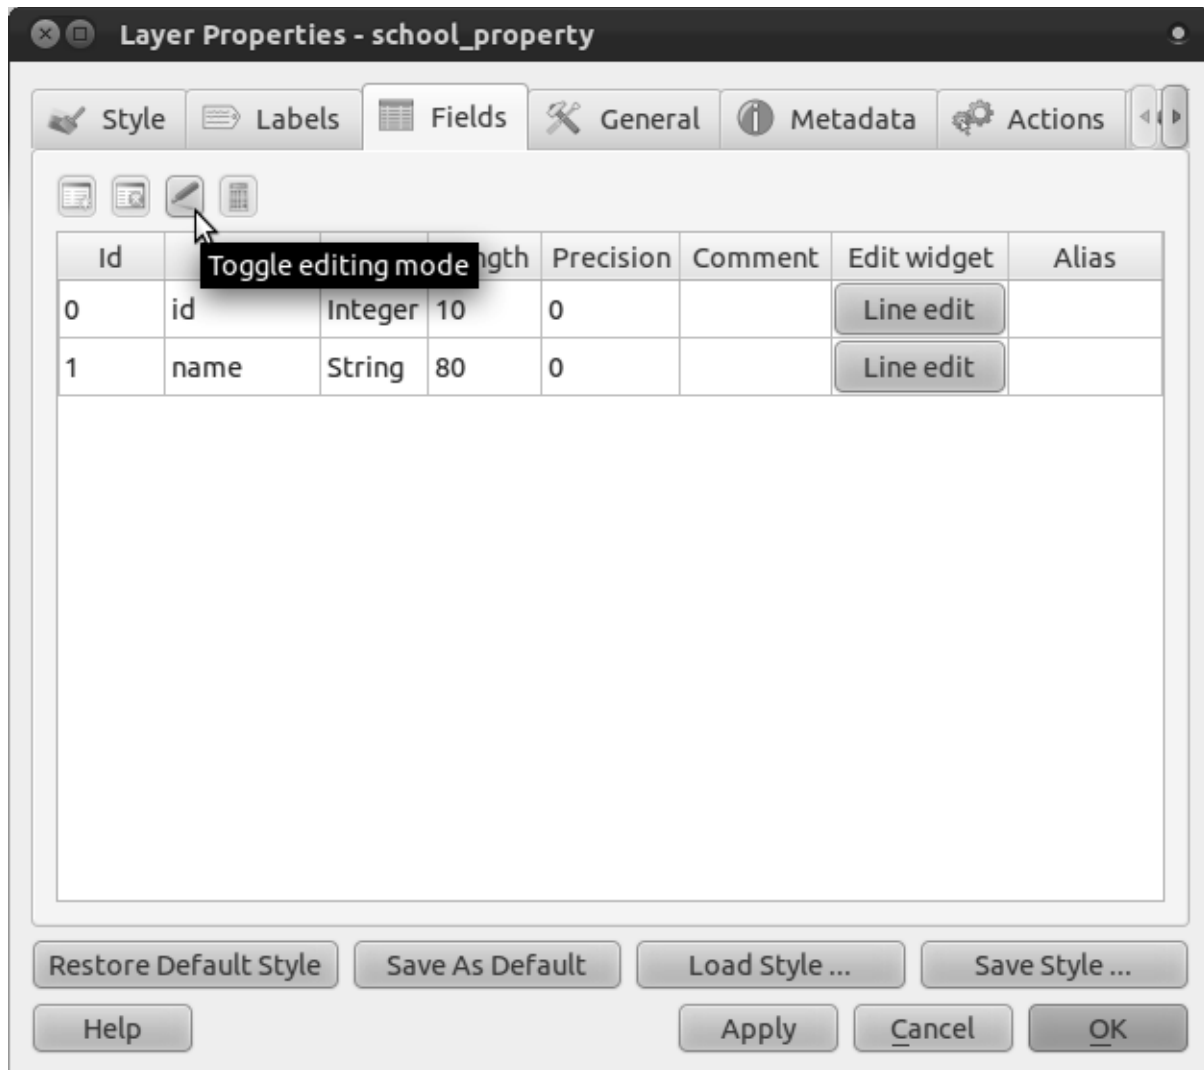 Layer Properties - school_property
Style Labels Fields General Metadata Actions
Toggle editing mode
Id Precision Comment Edit widget Alias
0 id Integer 10 0 Line edit
1 name String 80 0 Line edit
Restore Default Style Save As Default Load Style ... Save Style ...
Help Apply Cancel OK